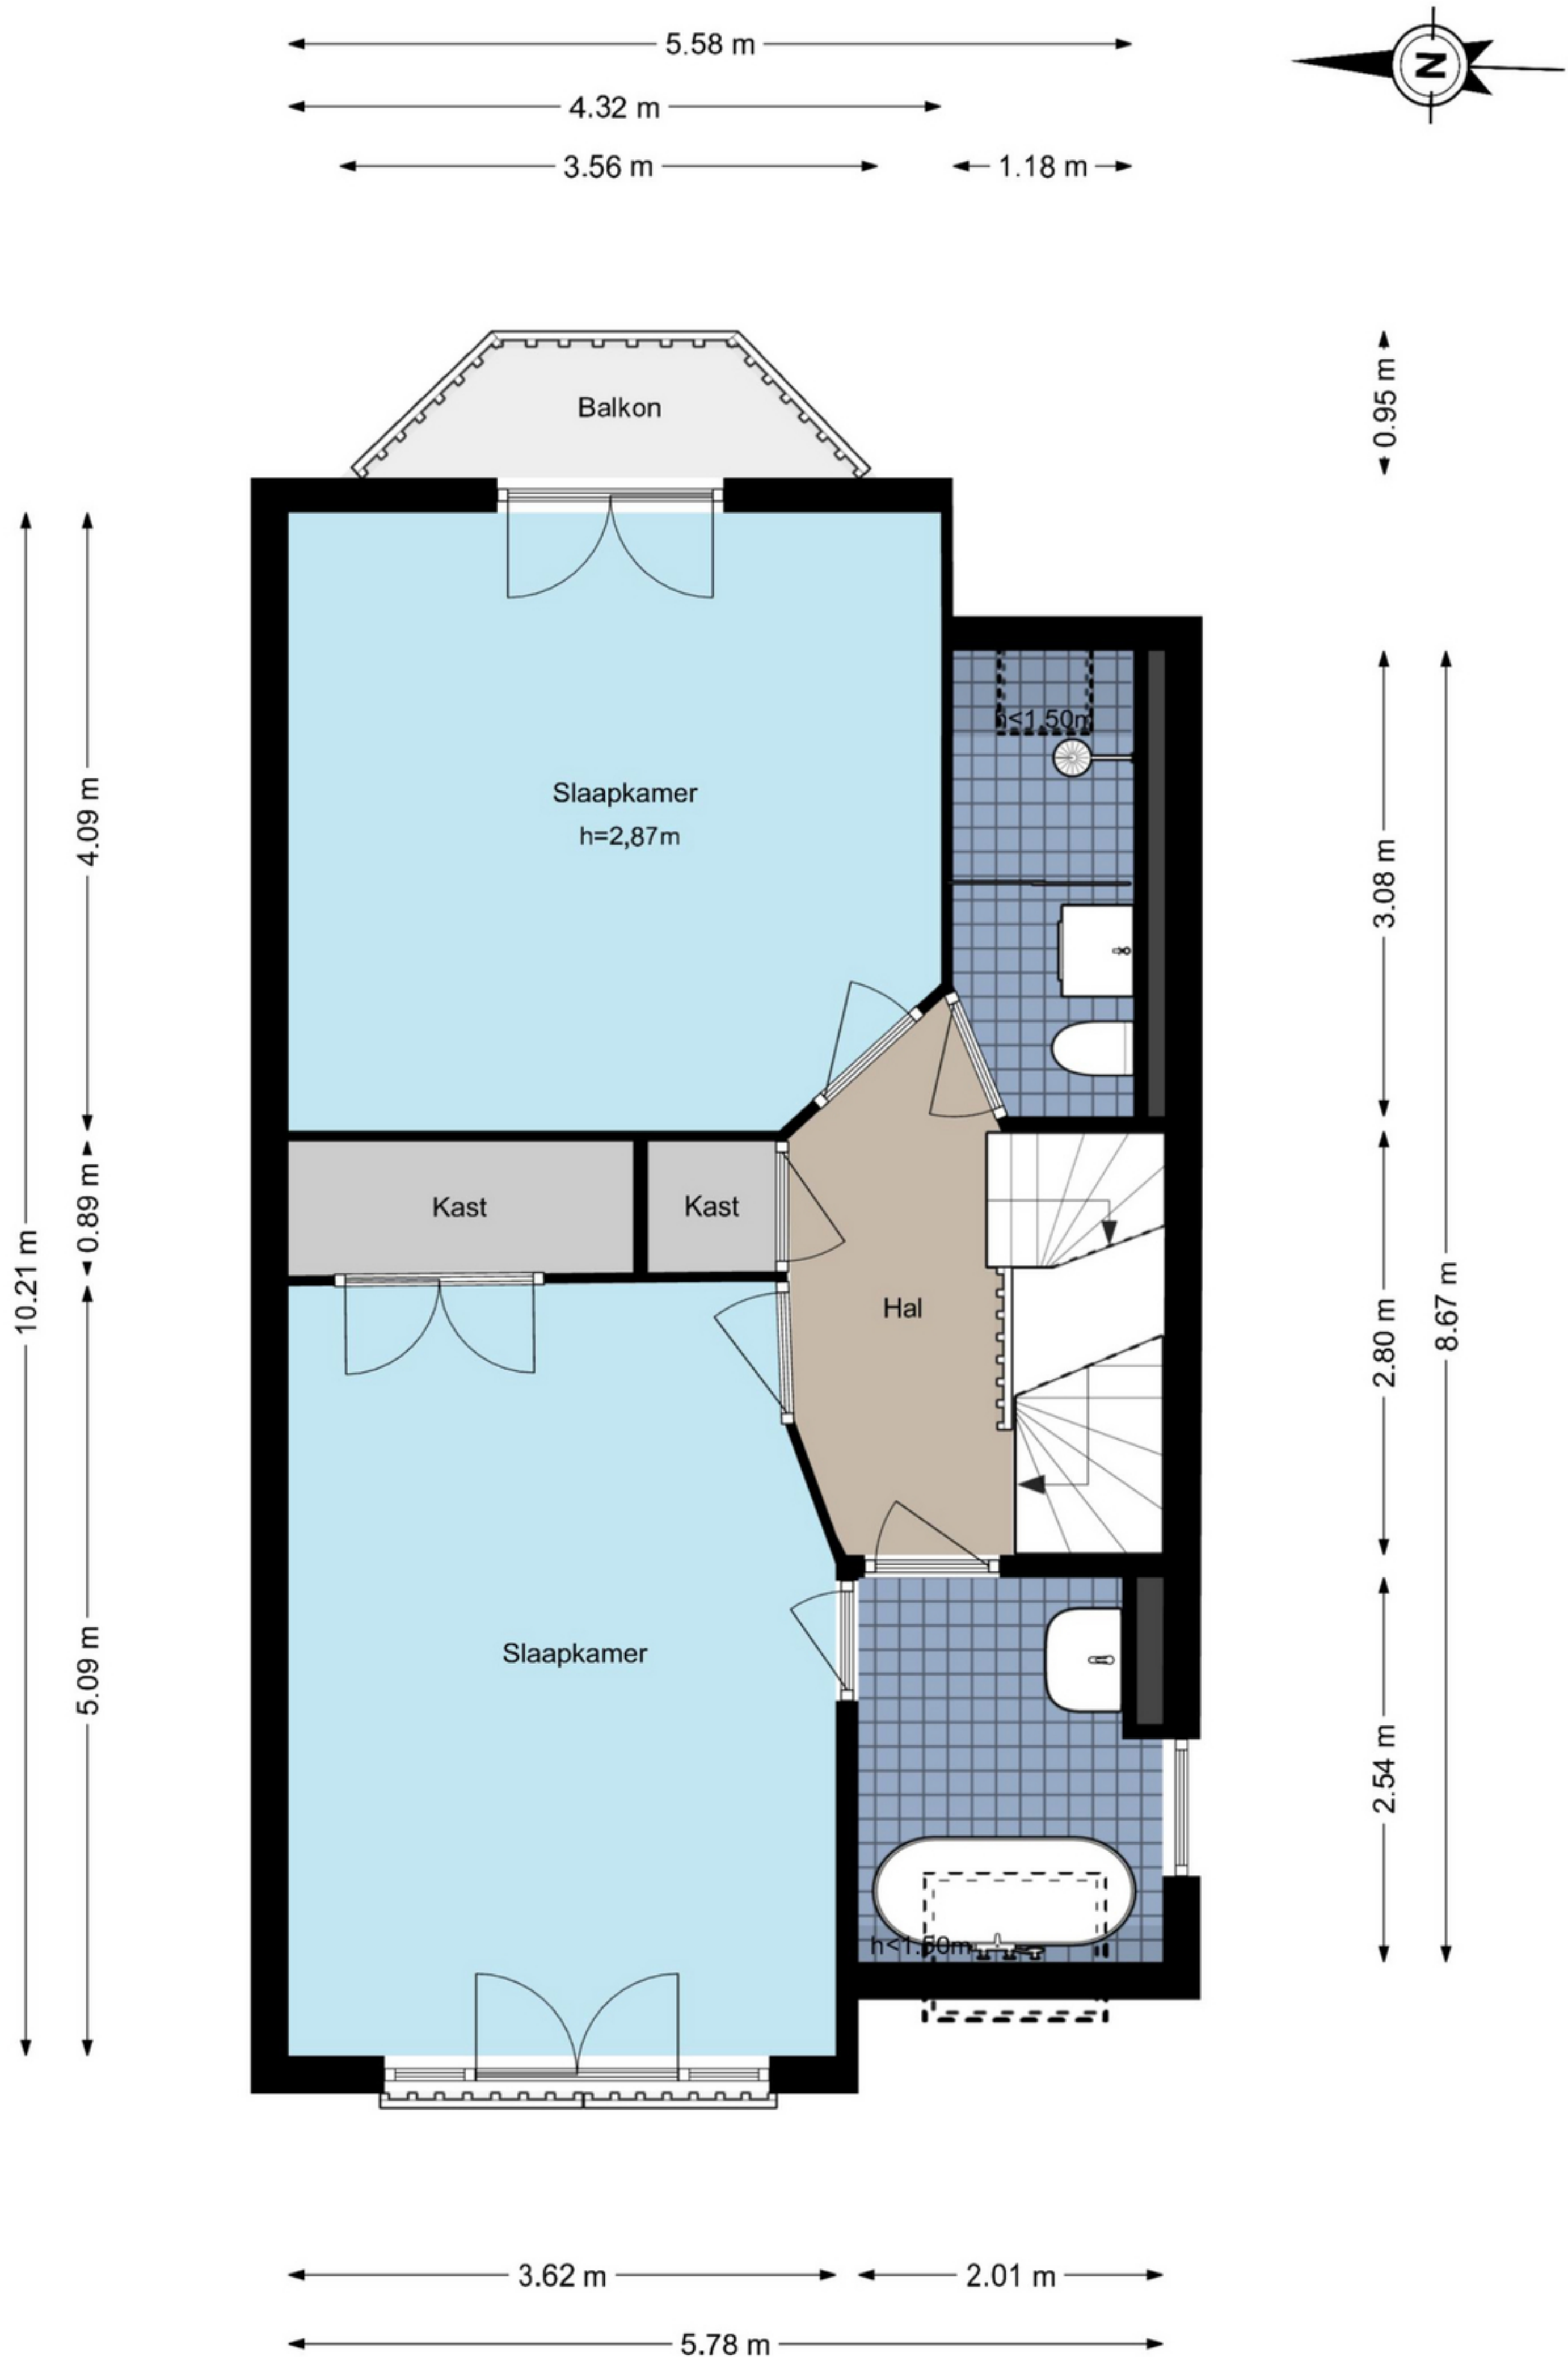 5.58 m
N
4.32 m
3.56 m
1.18 m
0.95 m
Balkon
h<1.50m
Slaapkamer
h=2,87m
4.09 m
3.08 m
0.89 m
Kast
Kast
10.21 m
Hal
8.67 m
2.80 m
5.09 m
Slaapkamer
2.54 m
h<1.50m
3.62 m
2.01 m
5.78 m